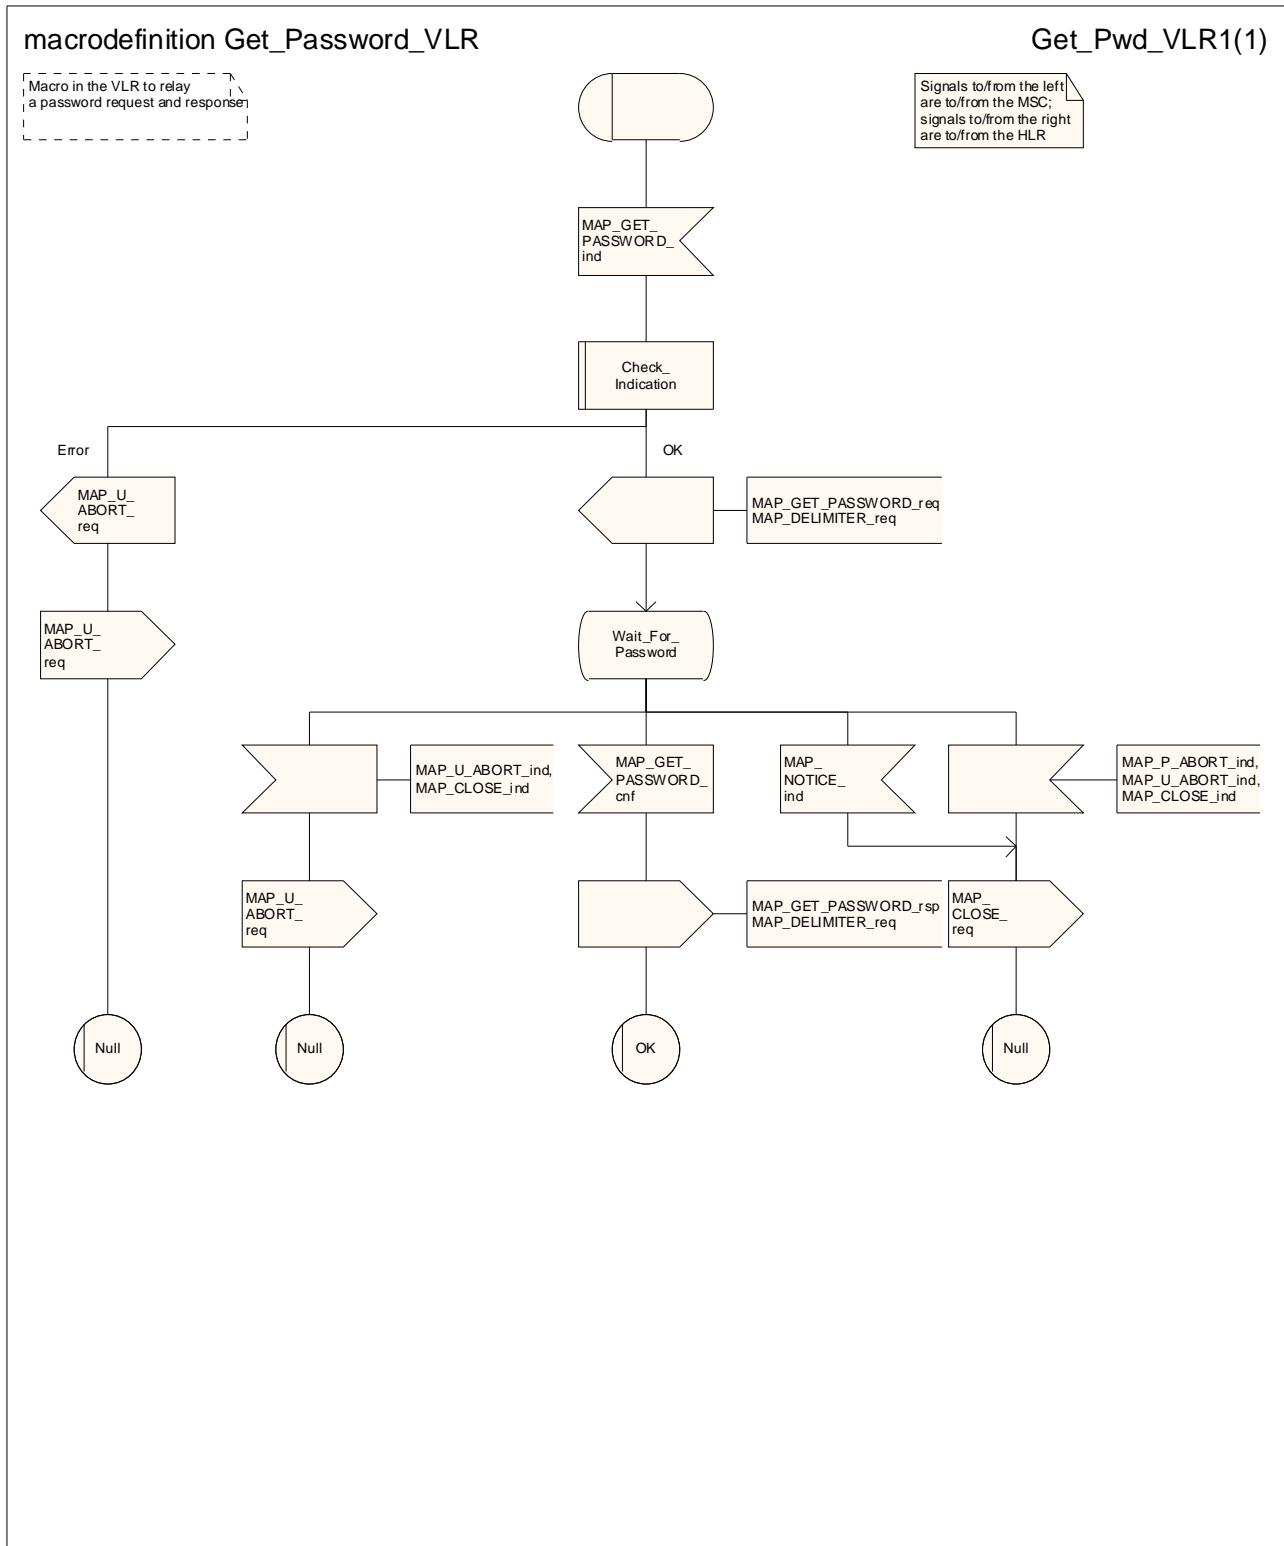 macrodefinition Get_Password_VLR
Get_Pwd_VLR1(1)
Macro in the VLR to relay
a password request and response
Signals to/from the left
are to/from the MSC;
signals to/from the right
are to/from the HLR
MAP_GET_
PASSWORD_
ind
Check_
Indication
Error
OK
MAP_U_
ABORT_
req
MAP_GET_PASSWORD_req
MAP_DELIMITER_req
MAP_U_
ABORT_
req
Wait_For_
Password
MAP_U_ABORT_ind,
MAP_CLOSE_ind
MAP_GET_
PASSWORD_
cnf
MAP_
NOTICE_
ind
MAP_P_ABORT_ind,
MAP_U_ABORT_ind,
MAP_CLOSE_ind
MAP_U_
ABORT_
req
MAP_GET_PASSWORD_rsp
MAP_DELIMITER_req
MAP_
CLOSE_
req
Null
Null
OK
Null